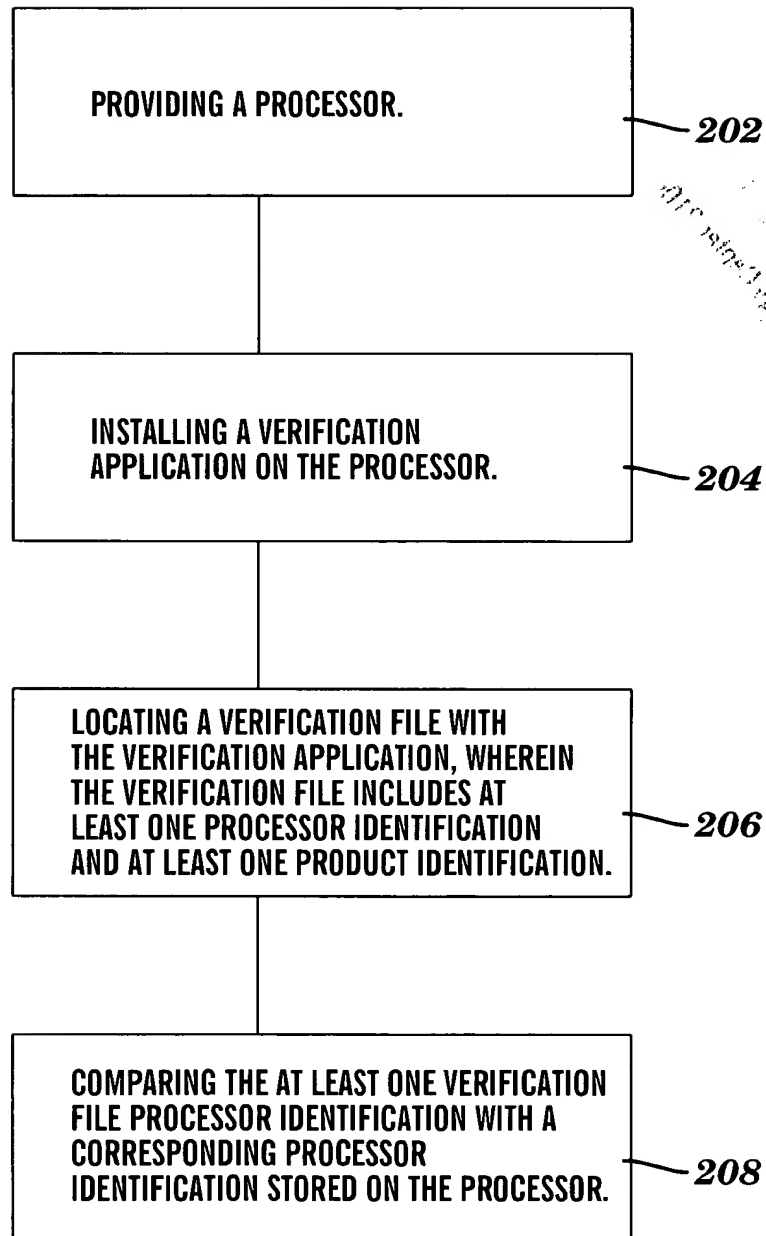 PROVIDING A PROCESSOR.
202
INSTALLING A VERIFICATION
APPLICATION ON THE PROCESSOR.
204
LOCATING A VERIFICATION FILE WITH
THE VERIFICATION APPLICATION, WHEREIN
THE VERIFICATION FILE INCLUDES AT
LEAST ONE PROCESSOR IDENTIFICATION
AND AT LEAST ONE PRODUCT IDENTIFICATION.
206
COMPARING THE AT LEAST ONE VERIFICATION
FILE PROCESSOR IDENTIFICATION WITH A
CORRESPONDING PROCESSOR
IDENTIFICATION STORED ON THE PROCESSOR.
208